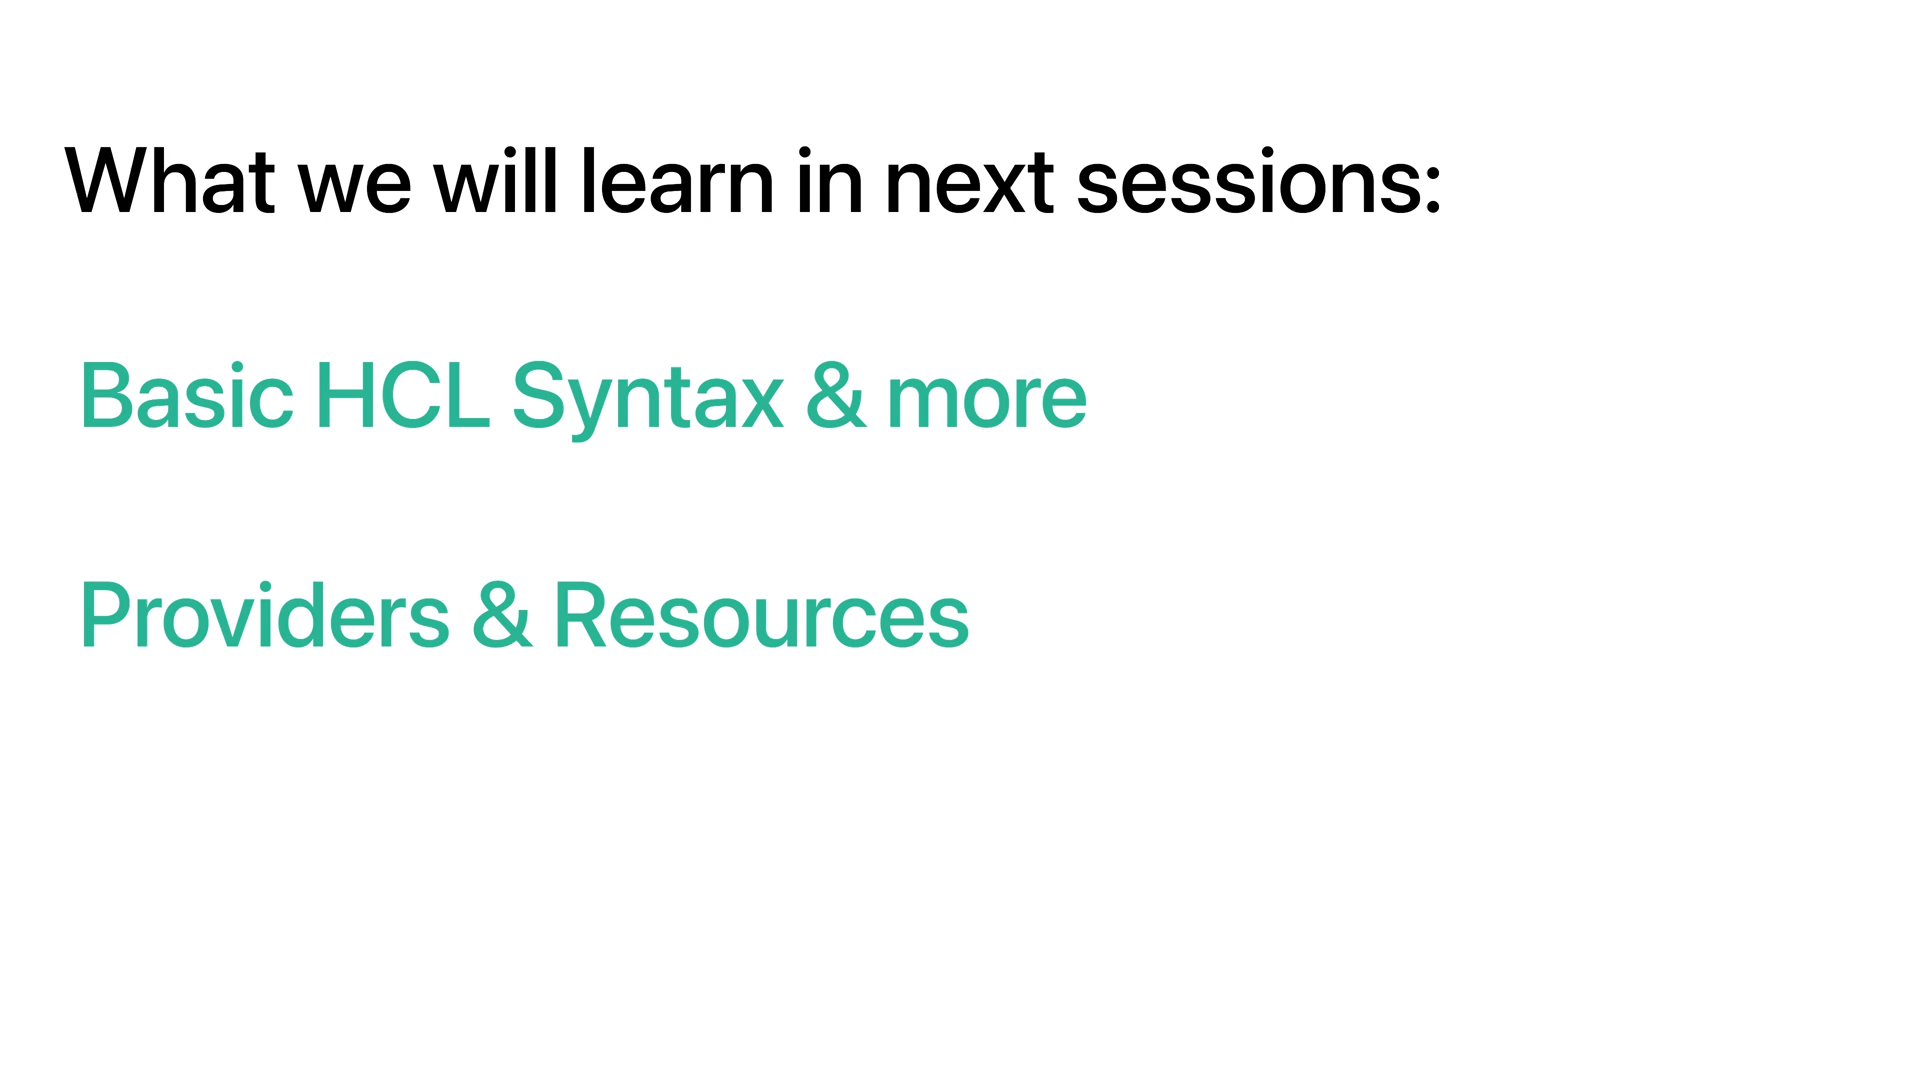 What we will learn in next sessions:
Basic HCL Syntax & more
Providers & Resources